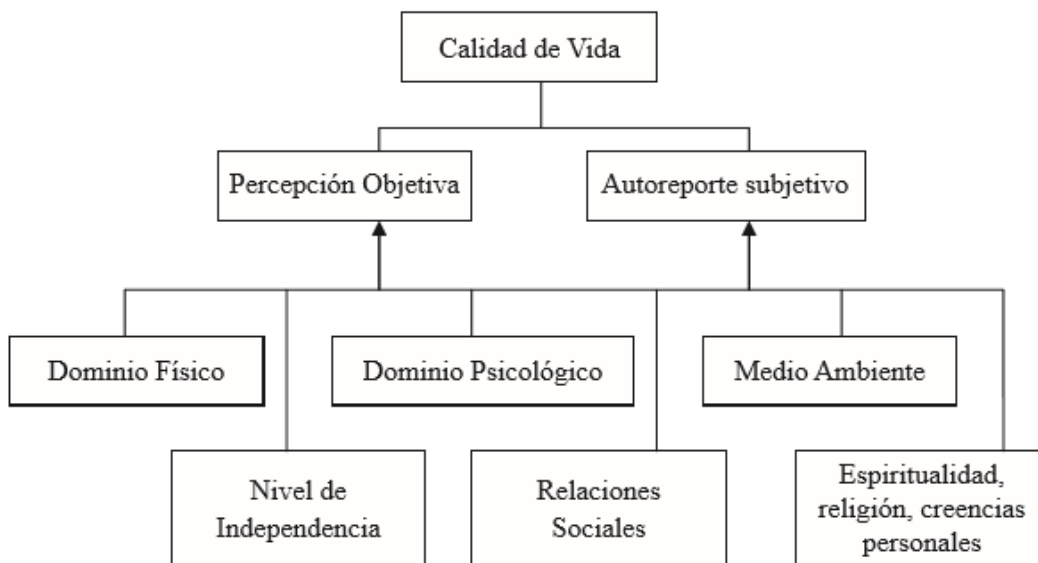 Calidad de Vida
Percepción Objetiva
Autoreporte subjetivo
Dominio Físico
Dominio Psicológico
Medio Ambiente
Nivel de
Independencia
Relaciones
Sociales
Espiritualidad,
religión, creencias
personales